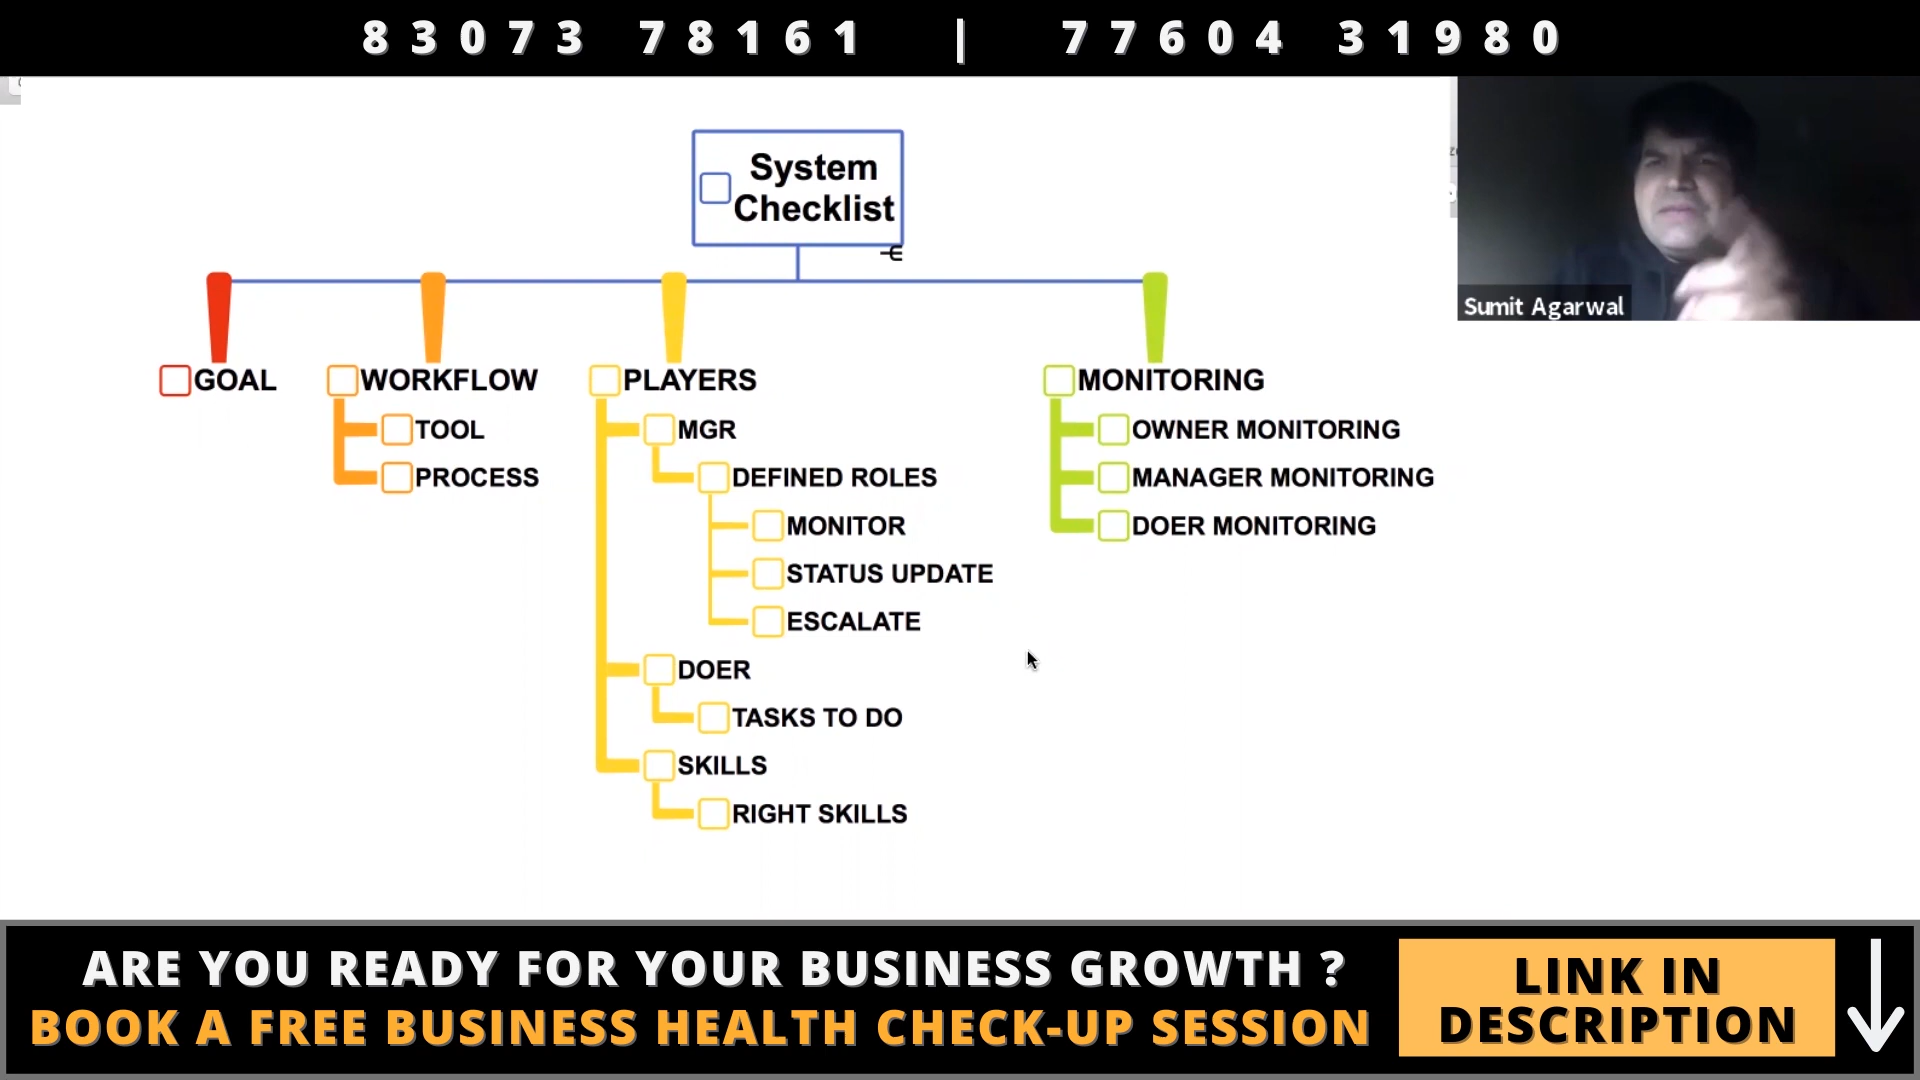 83073 78161 | 77604 31980
System
Checklist
GOAL
WORKFLOW
TOOL
PROCESS
PLAYERS
MGR
DEFINED ROLES
MONITOR
STATUS UPDATE
ESCALATE
DOER
TASKS TO DO
SKILLS
RIGHT SKILLS
MONITORING
OWNER MONITORING
MANAGER MONITORING
DOER MONITORING
Sumit Agarwal
ARE YOU READY FOR YOUR BUSINESS GROWTH ?
BOOK A FREE BUSINESS HEALTH CHECK-UP SESSION
LINK IN
DESCRIPTION